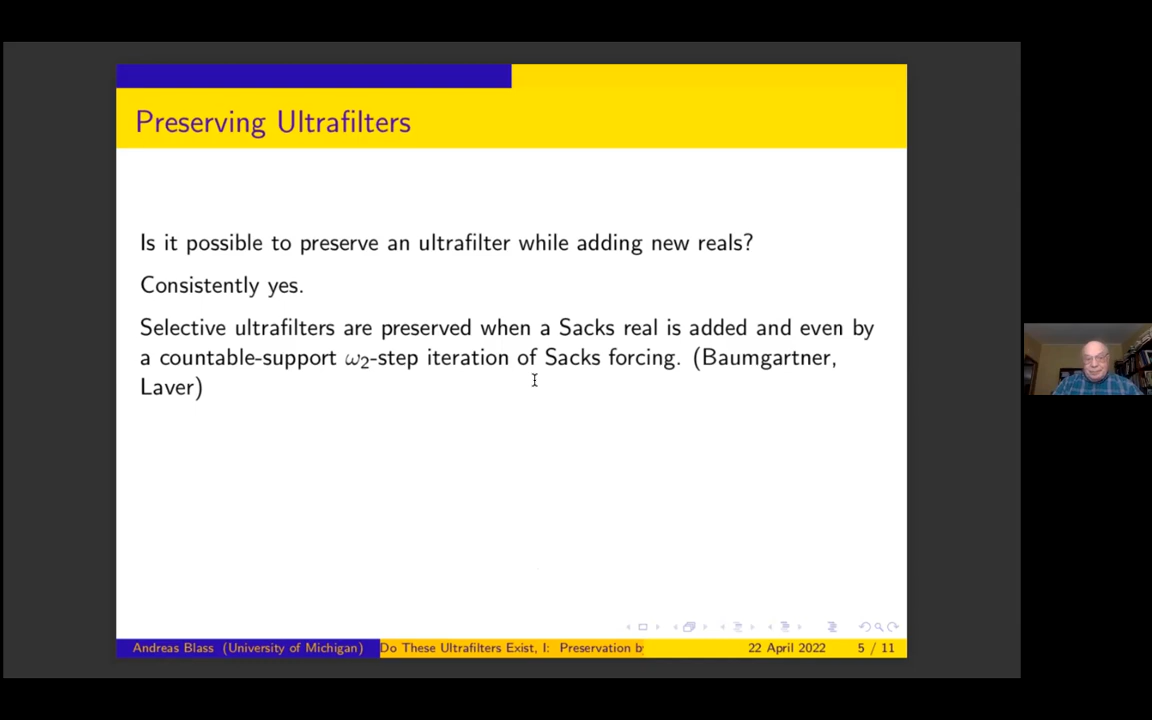 Preserving Ultrafilters
Is it possible to preserve an ultrafilter while adding new reals?
Consistently yes.
Selective ultrafilters are preserved when a Sacks real is added and even by
a countable-support ω₂-step iteration of Sacks forcing. (Baumgartner,
Laver)
Andreas Blass (University of Michigan) Do These Ultrafilters Exist, I: Preservation b 22 April 2022 5 / 11